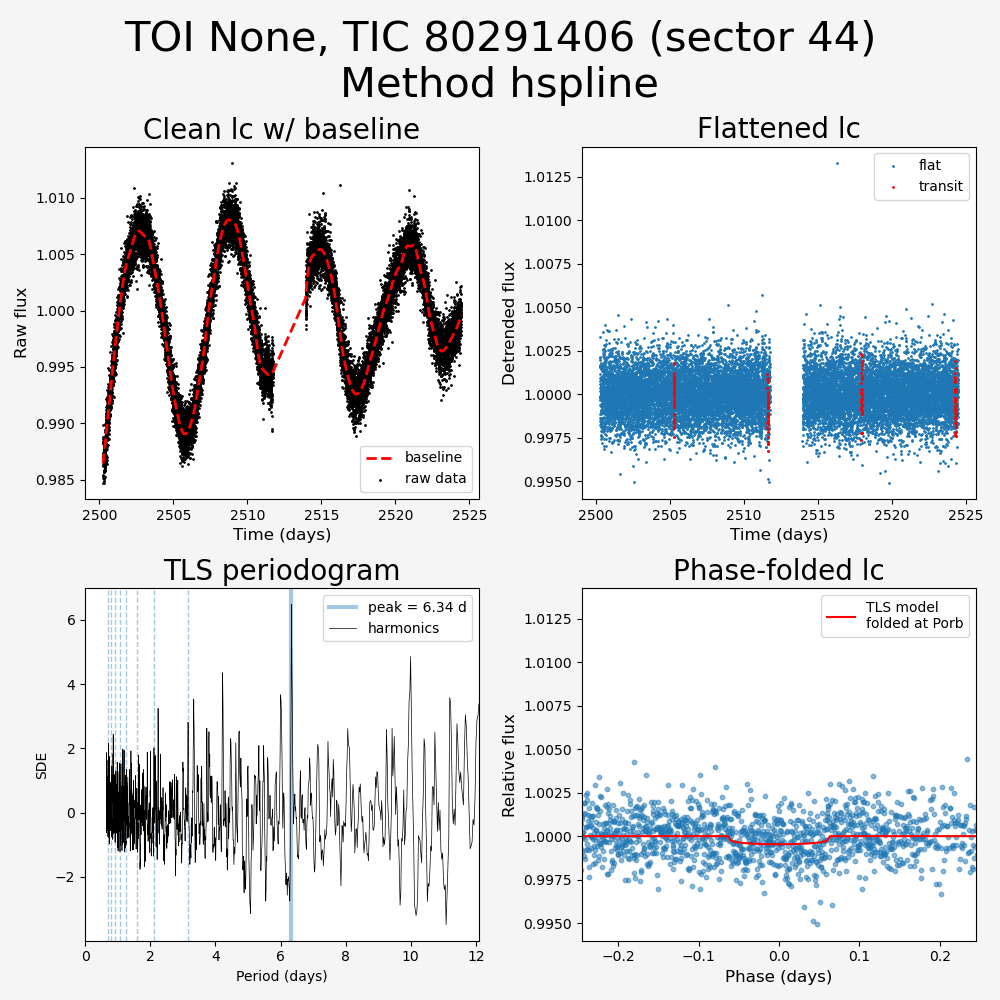 TOI None, TIC 80291406 (sector 44)
Method hspline
Clean lc w/ baseline
Raw flux
1.010
1.005
1.000
0.995
0.990
0.985
baseline
raw data
2500
2505
2510
2515
2520
2525
Time (days)
Flattened lc
Detrended flux
1.0125
1.0100
1.0075
1.0050
1.0025
1.0000
0.9975
0.9950
flat
transit
2500
2505
2510
2515
2520
2525
Time (days)
TLS periodogram
SDE
6
4
2
0
−2
peak = 6.34 d
harmonics
0
2
4
6
8
10
12
Period (days)
Phase-folded lc
Relative flux
1.0125
1.0100
1.0075
1.0050
1.0025
1.0000
0.9975
0.9950
TLS model
folded at Porb
−0.2
−0.1
0.0
0.1
0.2
Phase (days)